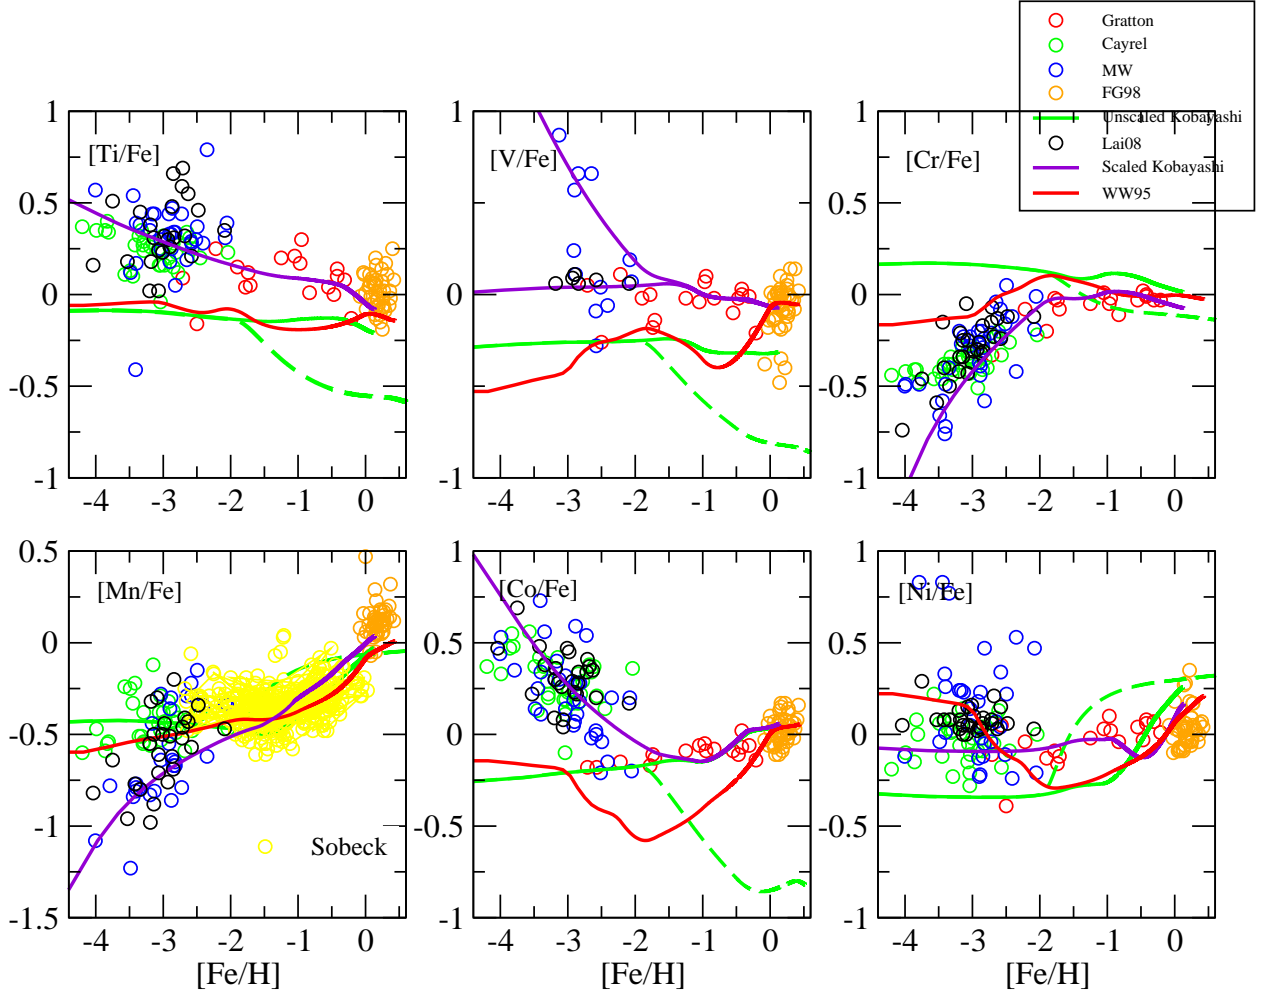 Gratton
Cayrel
MW
FG98
Unscaled Kobayashi
Lai08
Scaled Kobayashi
WW95
1
0.5
0
-0.5
-1
[Ti/Fe]
-4 -3 -2 -1 0
1
0.5
0
-0.5
-1
[V/Fe]
-4 -3 -2 -1 0
1
0.5
0
-0.5
-1
[Cr/Fe]
-4 -3 -2 -1 0
0.5
0
-0.5
-1
-1.5
[Mn/Fe]
Sobeck
-4 -3 -2 -1 0
[Fe/H]
1
0.5
0
-0.5
-1
[Co/Fe]
-4 -3 -2 -1 0
[Fe/H]
1
0.5
0
-0.5
-1
[Ni/Fe]
-4 -3 -2 -1 0
[Fe/H]